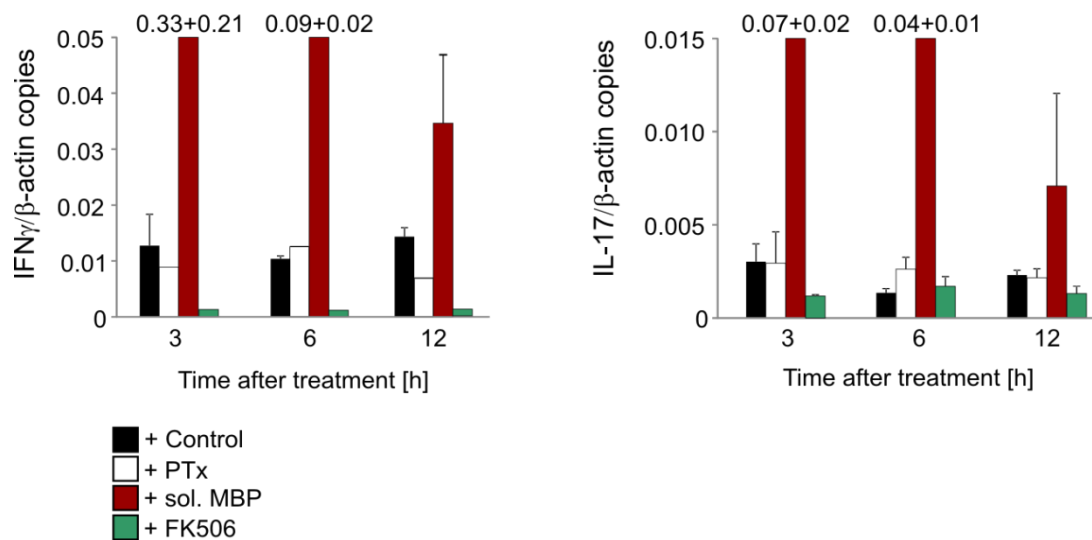 0.33+0.21 0.09+0.02
IFNγ/β-actin copies
0.05
0.04
0.03
0.02
0.01
0
3 6 12
Time after treatment [h]
0.07+0.02 0.04+0.01
IL-17/β-actin copies
0.015
0.010
0.005
0
3 6 12
Time after treatment [h]
+ Control
+ PTx
+ sol. MBP
+ FK506